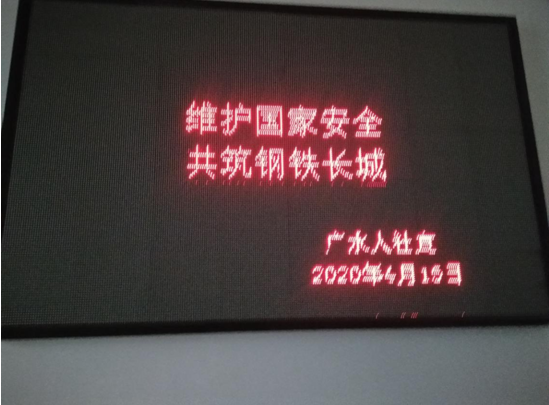 维护国家安全
共筑钢铁长城
广水人社宣
2020年4月15日